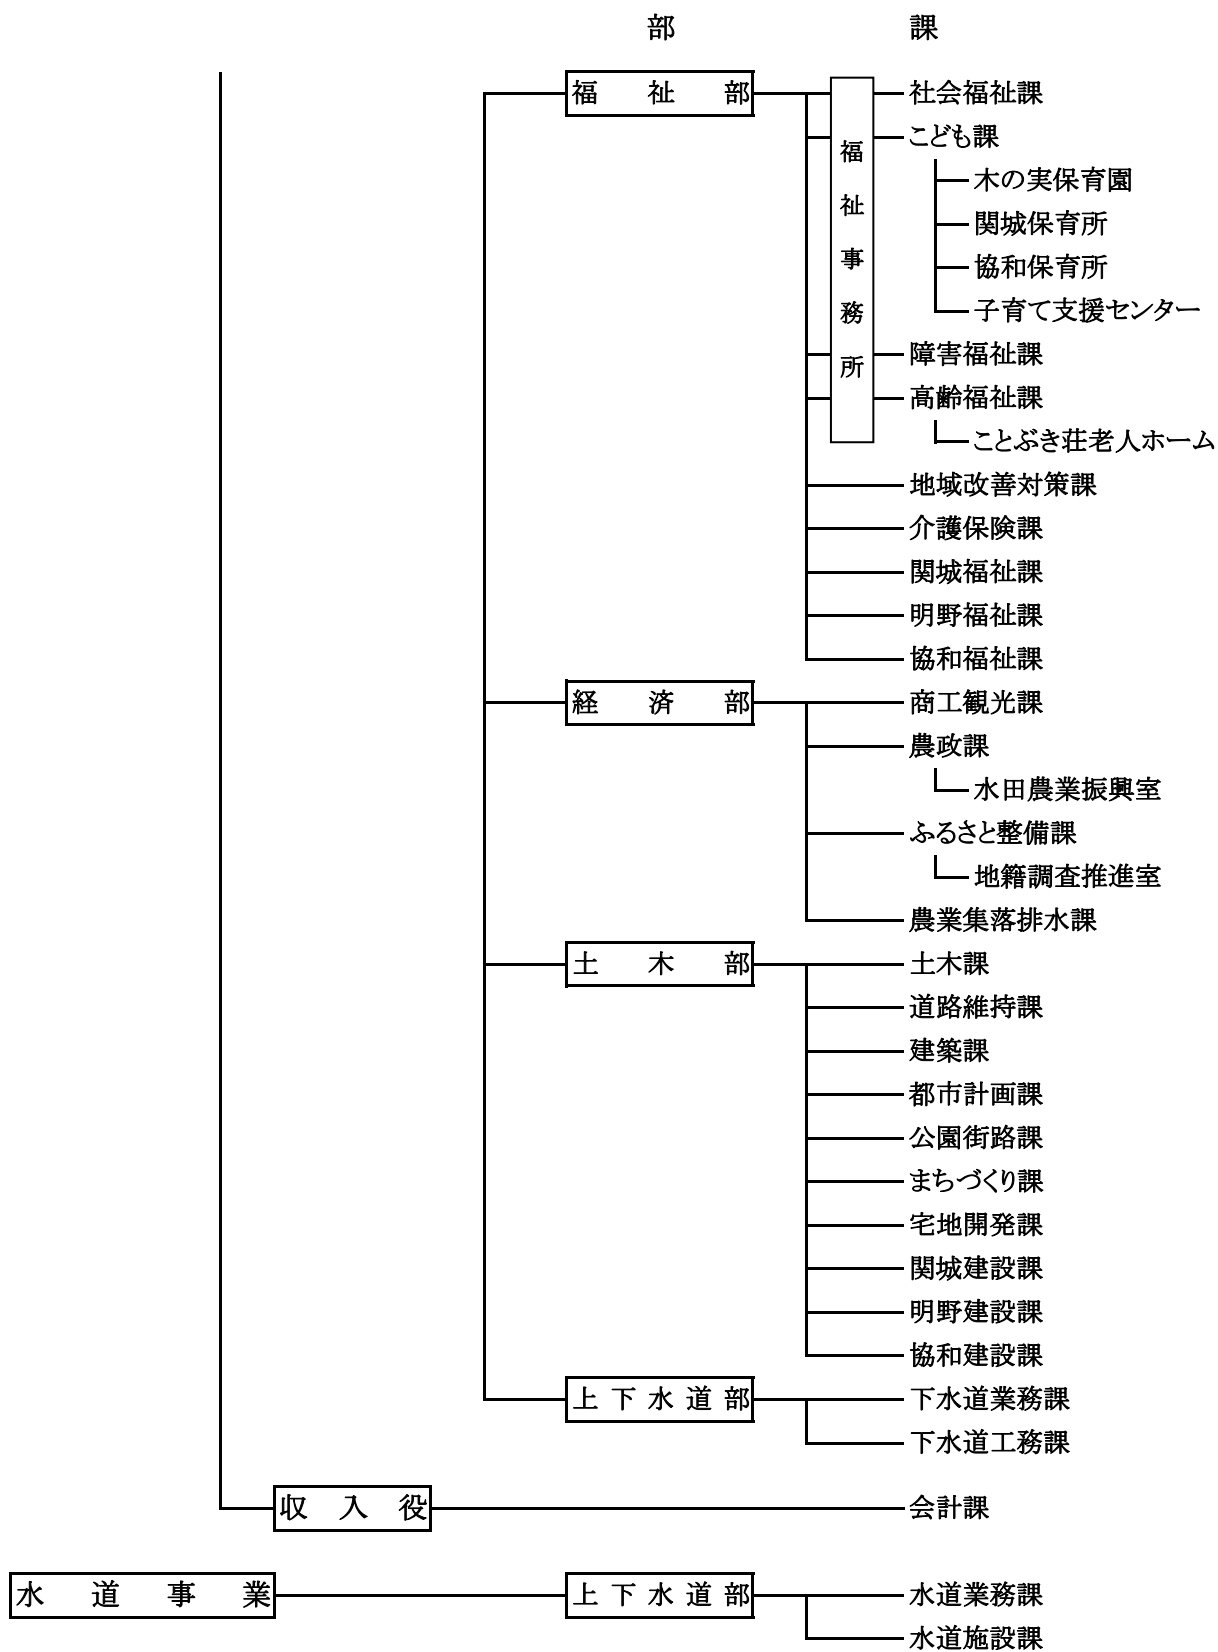 部 課
福祉部 社会福祉課
福祉事務所
こども課
木の実保育園
関城保育所
協和保育所
子育て支援センター
障害福祉課
高齢福祉課
ことぶき荘老人ホーム
地域改善対策課
介護保険課
関城福祉課
明野福祉課
協和福祉課
経済部 商工観光課
農政課
水田農業振興室
ふるさと整備課
地籍調査推進室
農業集落排水課
土木部 土木課
道路維持課
建築課
都市計画課
公園街路課
まちづくり課
宅地開発課
関城建設課
明野建設課
協和建設課
上下水道部 下水道業務課
下水道工務課
収入役 会計課
水道事業 上下水道部 水道業務課
水道施設課